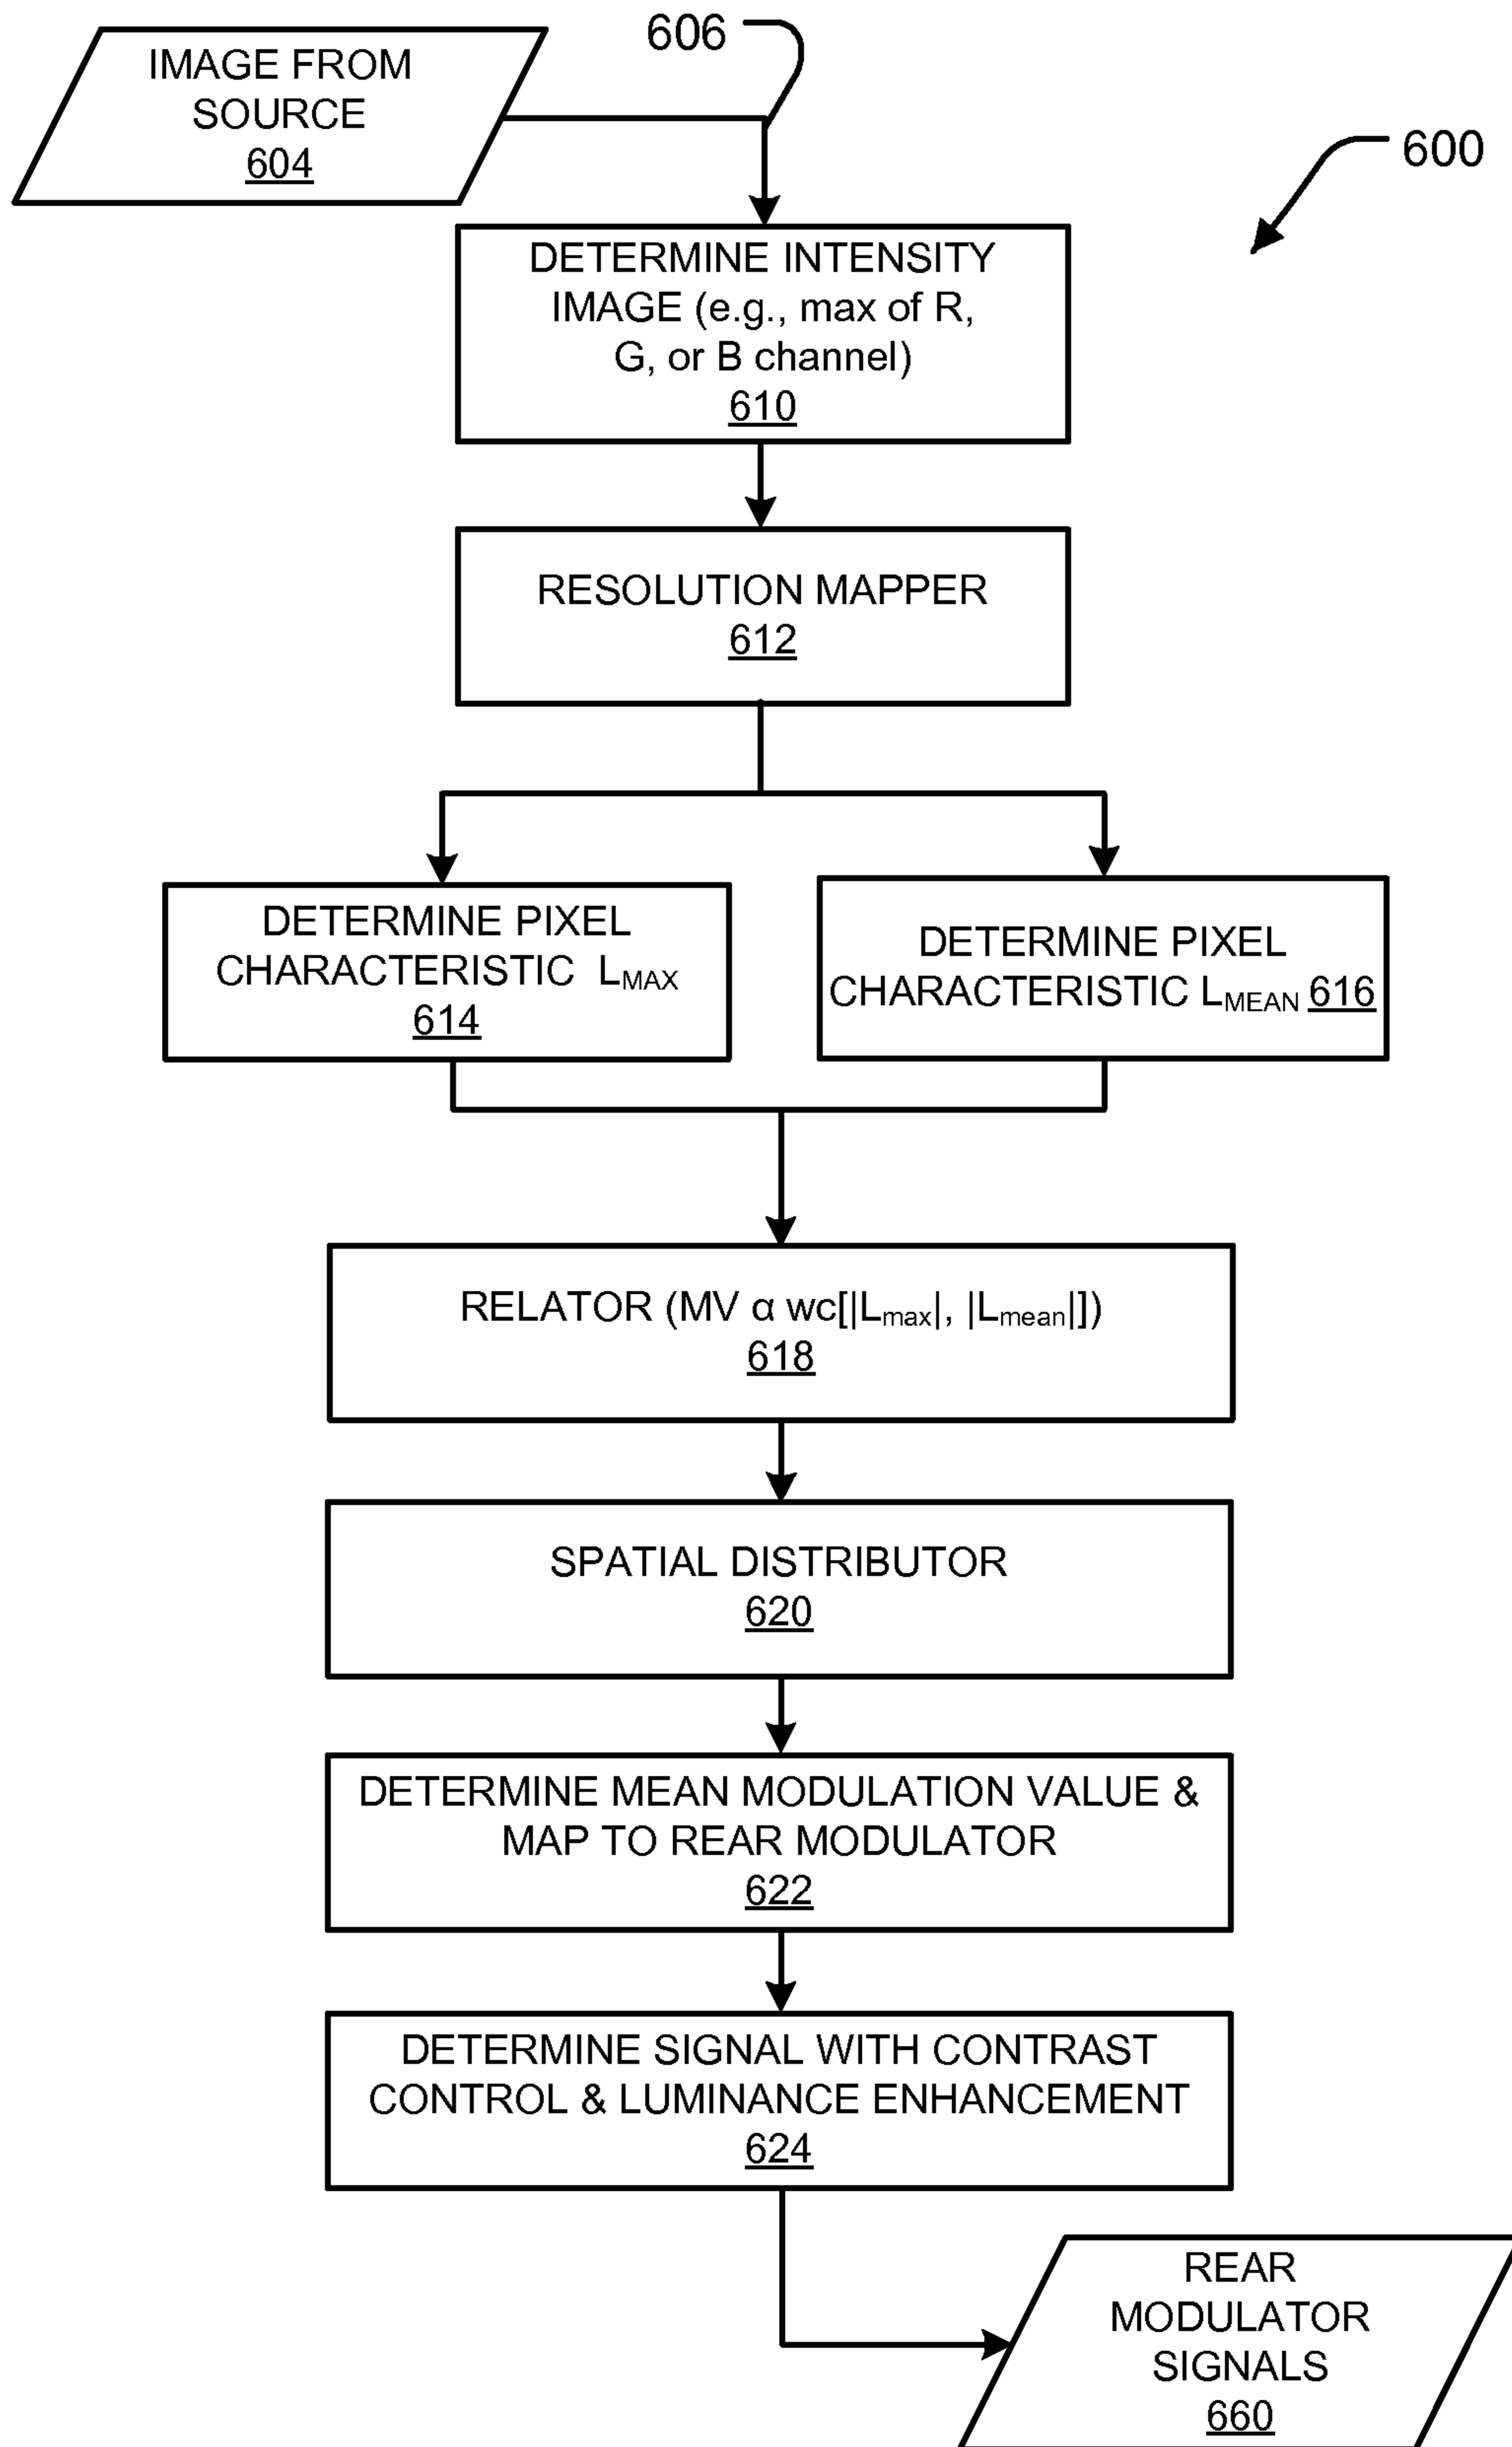 606
IMAGE FROM
SOURCE
604
600
DETERMINE INTENSITY
IMAGE (e.g., max of R,
G, or B channel)
610
RESOLUTION MAPPER
612
DETERMINE PIXEL
CHARACTERISTIC LMAX
614
DETERMINE PIXEL
CHARACTERISTIC LMEAN 616
RELATOR (MV α wc[|Lmax|, |Lmean|])
618
SPATIAL DISTRIBUTOR
620
DETERMINE MEAN MODULATION VALUE &
MAP TO REAR MODULATOR
622
DETERMINE SIGNAL WITH CONTRAST
CONTROL & LUMINANCE ENHANCEMENT
624
REAR
MODULATOR
SIGNALS
660